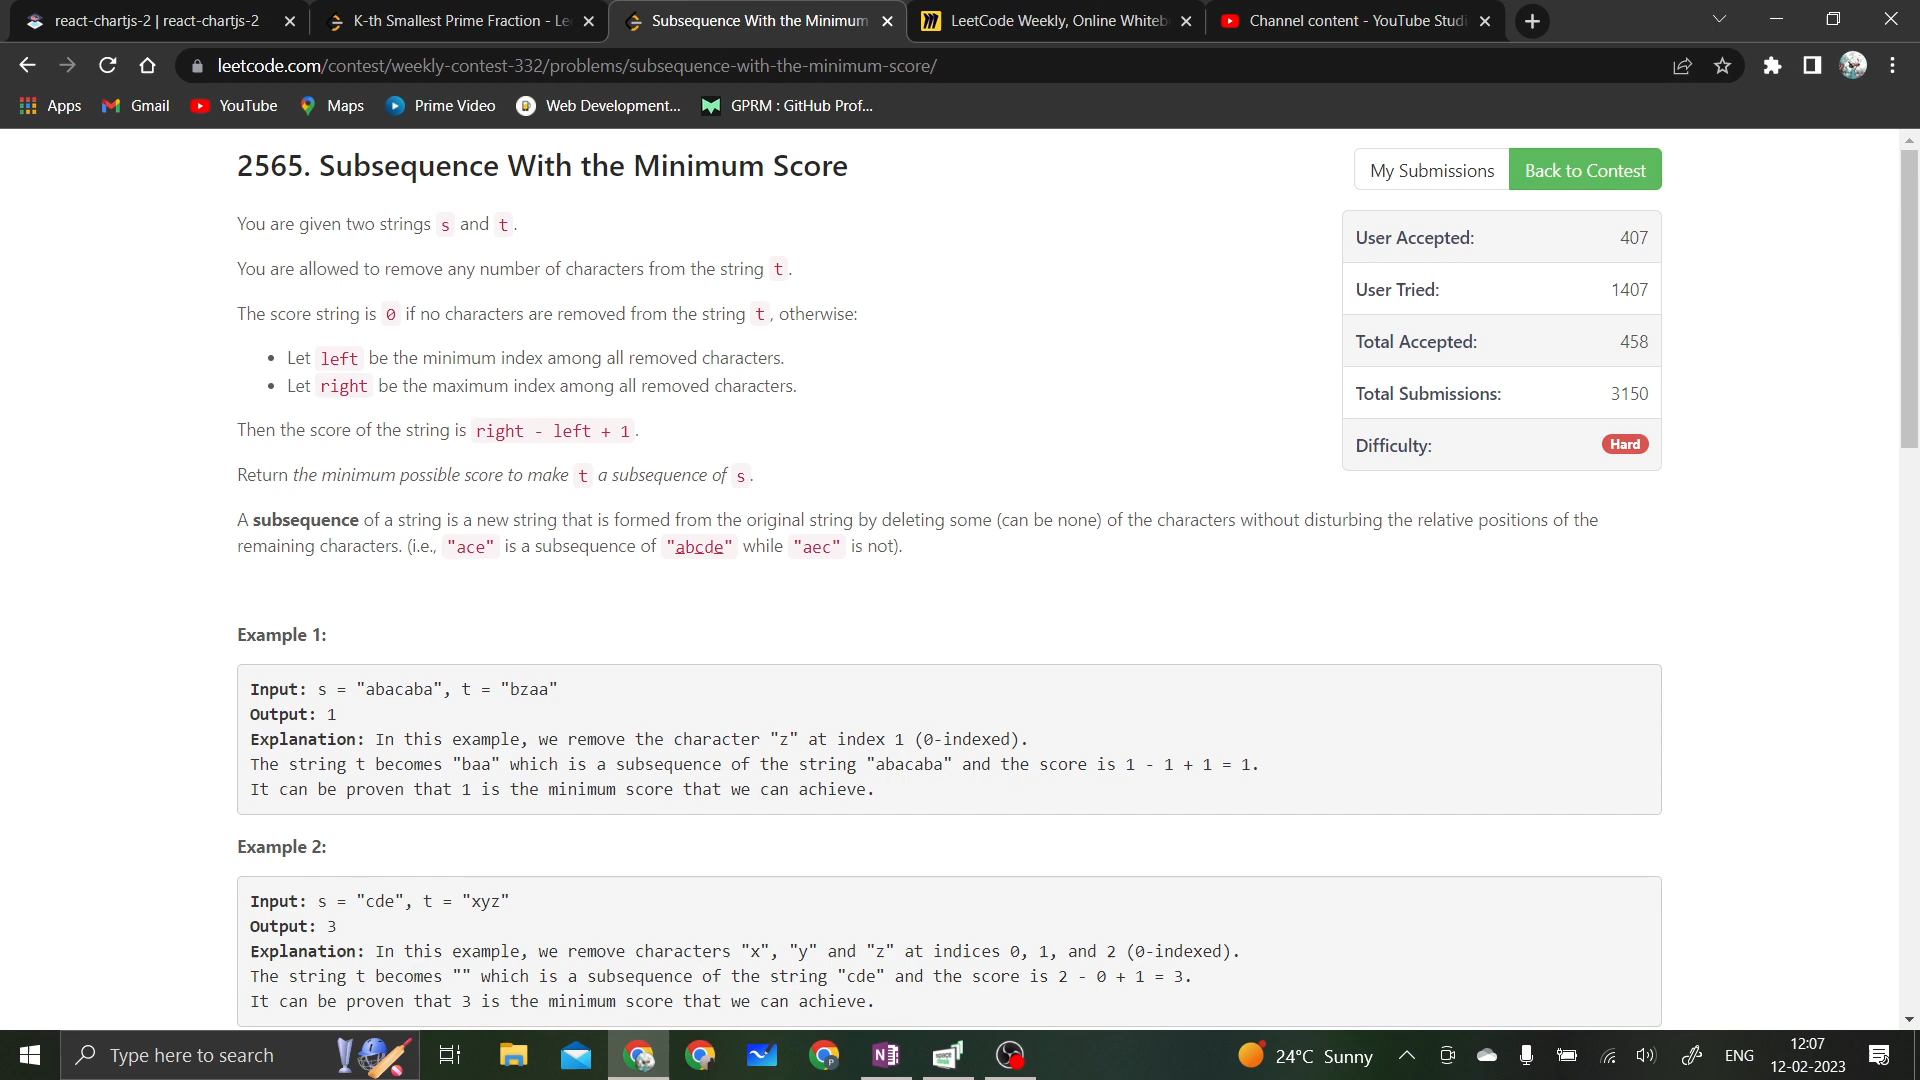 react-chartjs-2 | react-chartjs-2
K-th Smallest Prime Fraction - Le
Subsequence With the Minimum
LeetCode Weekly, Online Whiteb
Channel content - YouTube Studi
leetcode.com/contest/weekly-contest-332/problems/subsequence-with-the-minimum-score/
Apps Gmail YouTube Maps Prime Video Web Development... GPRM : GitHub Prof...
2565. Subsequence With the Minimum Score
My Submissions Back to Contest
You are given two strings s and t.
You are allowed to remove any number of characters from the string t.
The score string is 0 if no characters are removed from the string t, otherwise:
• Let left be the minimum index among all removed characters.
• Let right be the maximum index among all removed characters.
Then the score of the string is right - left + 1.
Return the minimum possible score to make t a subsequence of s.
User Accepted: 407
User Tried: 1407
Total Accepted: 458
Total Submissions: 3150
Difficulty: Hard
A subsequence of a string is a new string that is formed from the original string by deleting some (can be none) of the characters without disturbing the relative positions of the
remaining characters. (i.e., "ace" is a subsequence of "abcde" while "aec" is not).
Example 1:
Input: s = "abacaba", t = "bzaa"
Output: 1
Explanation: In this example, we remove the character "z" at index 1 (0-indexed).
The string t becomes "baa" which is a subsequence of the string "abacaba" and the score is 1 - 1 + 1 = 1.
It can be proven that 1 is the minimum score that we can achieve.
Example 2:
Input: s = "cde", t = "xyz"
Output: 3
Explanation: In this example, we remove characters "x", "y" and "z" at indices 0, 1, and 2 (0-indexed).
The string t becomes "" which is a subsequence of the string "cde" and the score is 2 - 0 + 1 = 3.
It can be proven that 3 is the minimum score that we can achieve.
Type here to search
24°C Sunny
ENG
12:07
12-02-2023